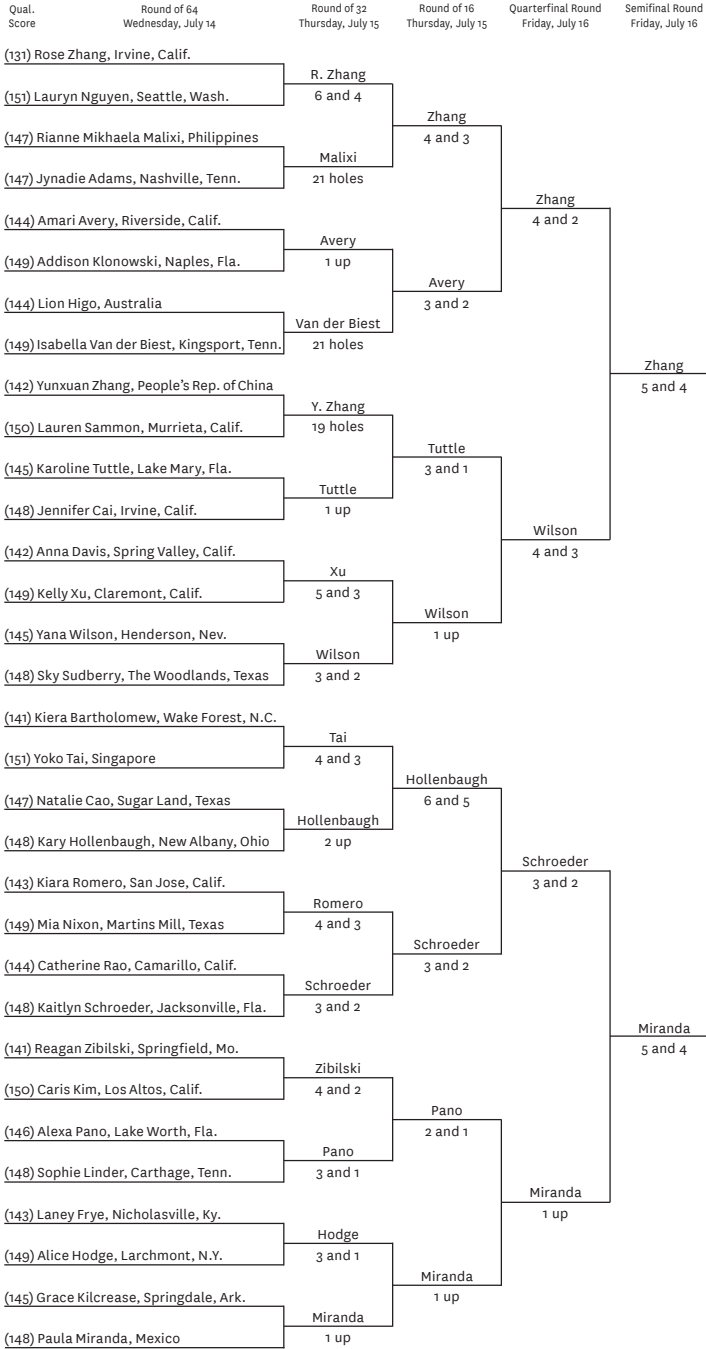 Qual. Round of 64 Round of 32 Round of 16 Quarterfinal Round Semifinal Round
Score Wednesday, July 14 Thursday, July 15 Thursday, July 15 Friday, July 16 Friday, July 16
(131) Rose Zhang, Irvine, Calif.
R. Zhang
(151) Lauryn Nguyen, Seattle, Wash.
6 and 4
Zhang
(147) Rianne Mikhaela Malixi, Philippines
4 and 3
Malixi
(147) Jynadie Adams, Nashville, Tenn.
21 holes
Zhang
(144) Amari Avery, Riverside, Calif.
4 and 2
Avery
(149) Addison Klonowski, Naples, Fla.
1 up
Avery
(144) Lion Higo, Australia
3 and 2
Van der Biest
(149) Isabella Van der Biest, Kingsport, Tenn.
21 holes
Zhang
(142) Yunxuan Zhang, People's Rep. of China
5 and 4
Y. Zhang
(150) Lauren Sammon, Murrieta, Calif.
19 holes
Tuttle
(145) Karoline Tuttle, Lake Mary, Fla.
3 and 1
Tuttle
(148) Jennifer Cai, Irvine, Calif.
1 up
Wilson
(142) Anna Davis, Spring Valley, Calif.
4 and 3
Xu
(149) Kelly Xu, Claremont, Calif.
5 and 3
Wilson
(145) Yana Wilson, Henderson, Nev.
1 up
Wilson
(148) Sky Sudberry, The Woodlands, Texas
3 and 2
(141) Kiera Bartholomew, Wake Forest, N.C.
Tai
(151) Yoko Tai, Singapore
4 and 3
Hollenbaugh
(147) Natalie Cao, Sugar Land, Texas
6 and 5
Hollenbaugh
(148) Kary Hollenbaugh, New Albany, Ohio
2 up
Schroeder
(143) Kiara Romero, San Jose, Calif.
3 and 2
Romero
(149) Mia Nixon, Martins Mill, Texas
4 and 3
Schroeder
(144) Catherine Rao, Camarillo, Calif.
3 and 2
Schroeder
(148) Kaitlyn Schroeder, Jacksonville, Fla.
3 and 2
Miranda
(141) Reagan Zibilski, Springfield, Mo.
5 and 4
Zibilski
(150) Caris Kim, Los Altos, Calif.
4 and 2
Pano
(146) Alexa Pano, Lake Worth, Fla.
2 and 1
Pano
(148) Sophie Linder, Carthage, Tenn.
3 and 1
Miranda
(143) Laney Frye, Nicholasville, Ky.
1 up
Hodge
(149) Alice Hodge, Larchmont, N.Y.
3 and 1
Miranda
(145) Grace Kilcrease, Springdale, Ark.
1 up
Miranda
(148) Paula Miranda, Mexico
1 up